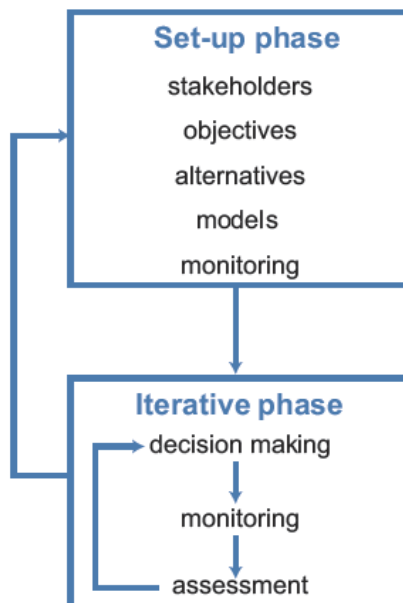 Set-up phase
stakeholders
objectives
alternatives
models
monitoring
Iterative phase
decision making
monitoring
assessment